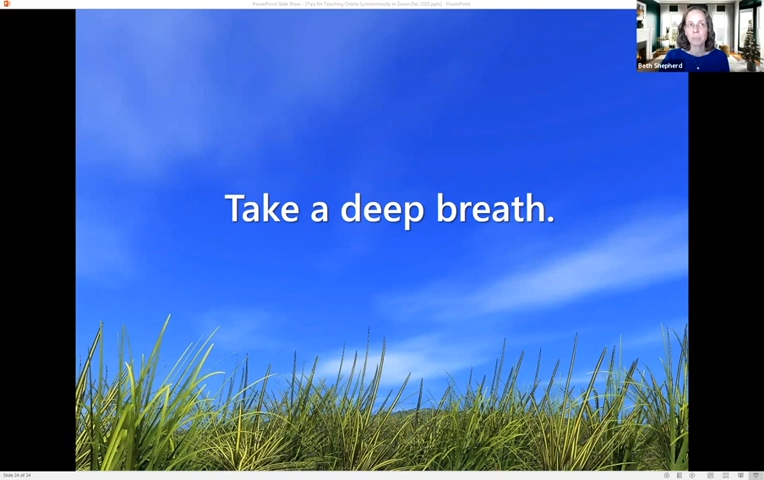 PowerPoint Slide Show - [Tips for Teaching Online Synchronously in Zoom Dec 2020.pptx] - PowerPoint
Beth Shepherd
Take a deep breath.
Slide 24 of 24